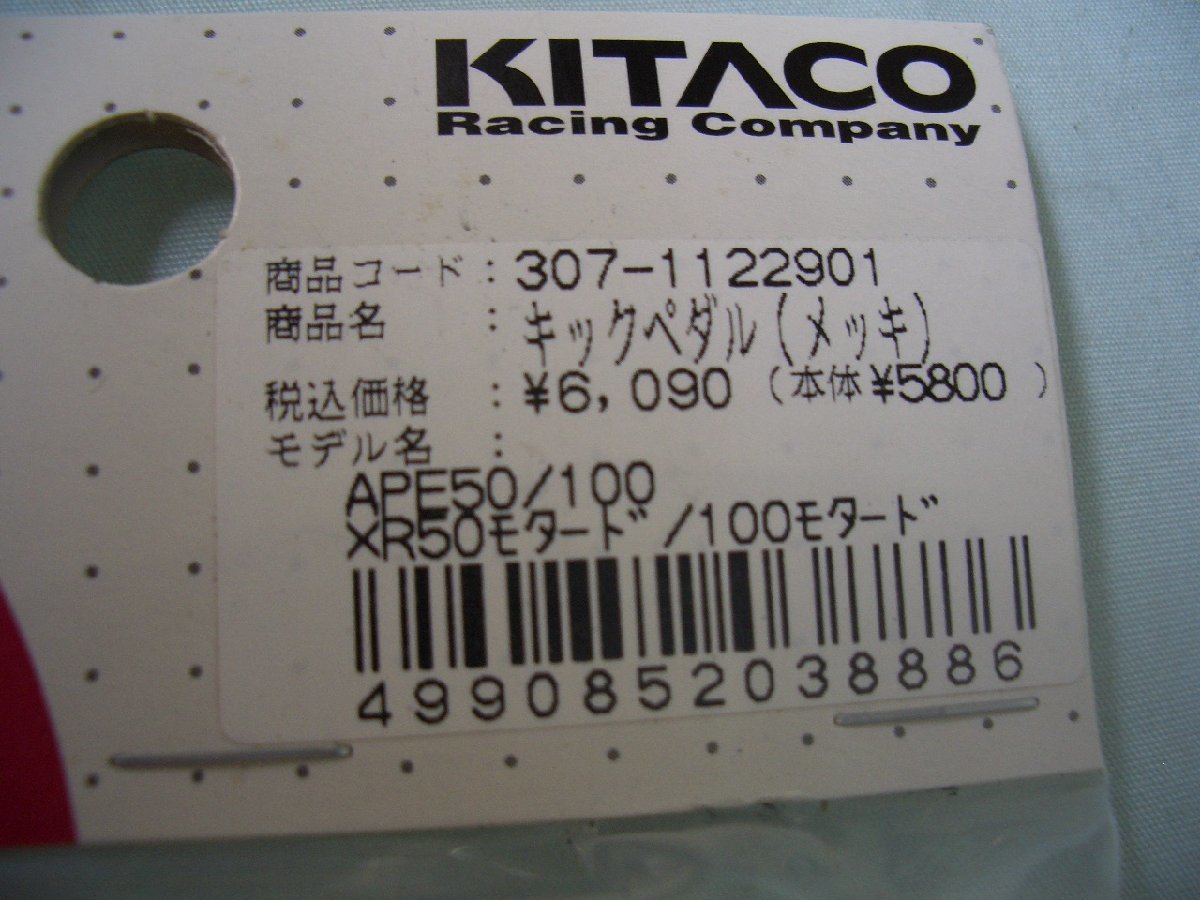 KITACO
Racing Company
商品コード : 307-1122901
商品名 : キックペダル(メッキ)
税込価格 : ¥6,090 (本体¥5800 )
モデル名 :
APE50/100
XR50モタード/100モタード
4990852038886